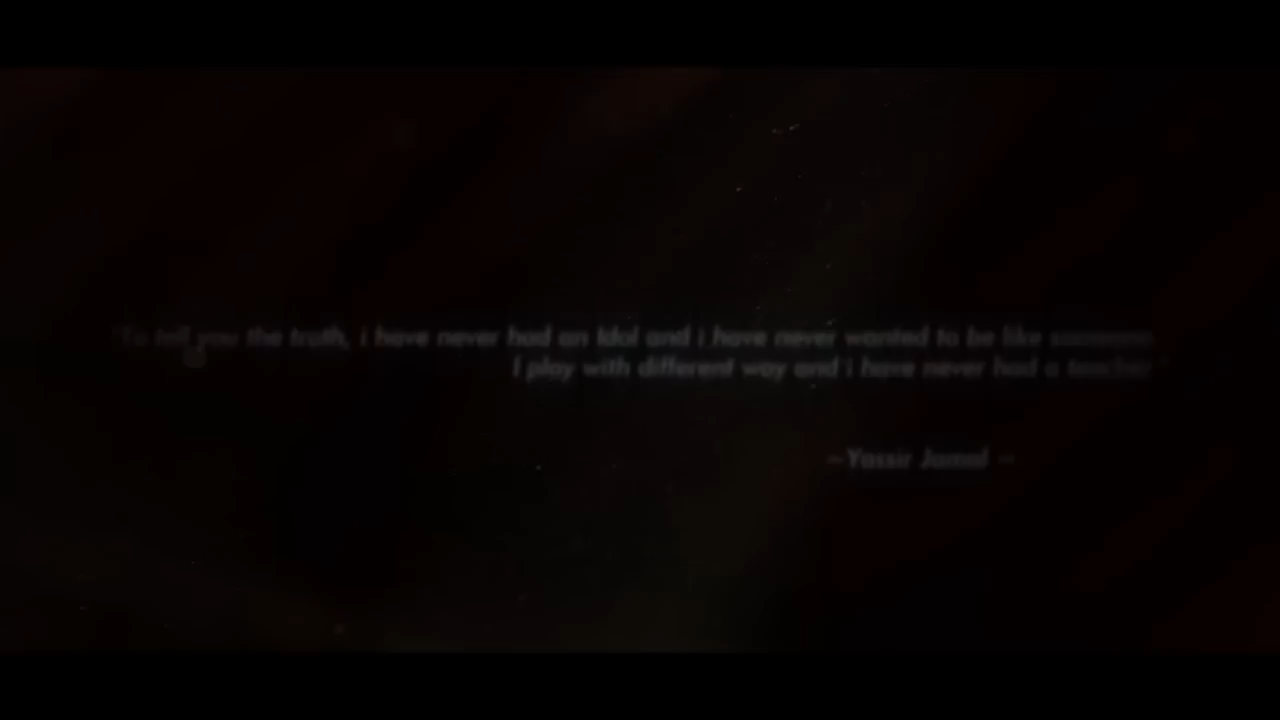 "To tell you the truth, i have never had an Idol and i have never wanted to be like someone.
I play with different way and i have never had a teacher."
-Yassir Jamal -